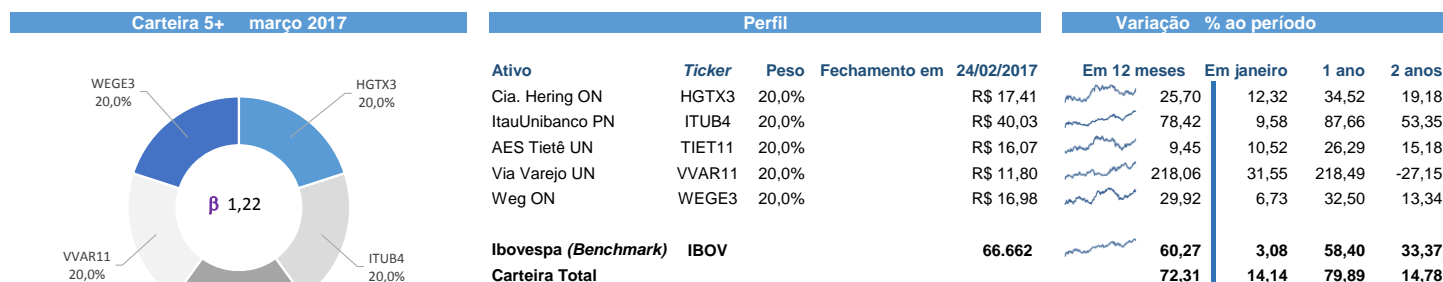 Carteira 5+ março 2017
WEGE3
20,0%
HGTX3
20,0%
β 1,22
VVAR11
20,0%
ITUB4
20,0%
Perfil
Variação % ao período
Ativo Ticker Peso Fechamento em 24/02/2017 Em 12 meses Em janeiro 1 ano 2 anos
Cia. Hering ON HGTX3 20,0% R$ 17,41 25,70 12,32 34,52 19,18
ItauUnibanco PN ITUB4 20,0% R$ 40,03 78,42 9,58 87,66 53,35
AES Tietê UN TIET11 20,0% R$ 16,07 9,45 10,52 26,29 15,18
Via Varejo UN VVAR11 20,0% R$ 11,80 218,06 31,55 218,49 -27,15
Weg ON WEGE3 20,0% R$ 16,98 29,92 6,73 32,50 13,34
Ibovespa (Benchmark) IBOV 66.662 60,27 3,08 58,40 33,37
Carteira Total 72,31 14,14 79,89 14,78